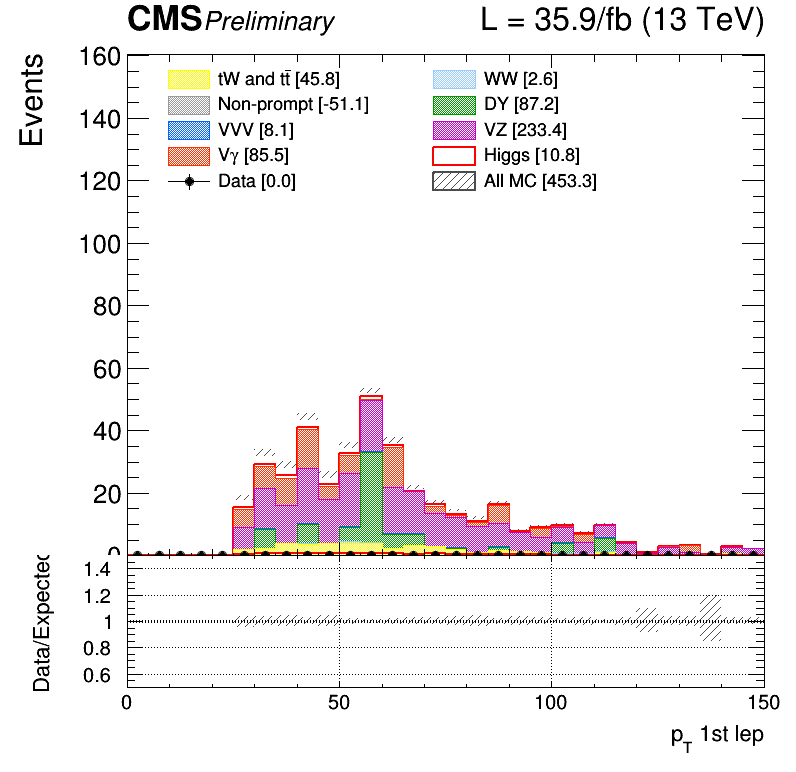 CMS Preliminary L = 35.9/fb (13 TeV)
Events
160
140
120
100
80
60
40
20
0
tW and tt̄ [45.8]
Non-prompt [-51.1]
VVV [8.1]
Vγ [85.5]
Data [0.0]
WW [2.6]
DY [87.2]
VZ [233.4]
Higgs [10.8]
All MC [453.3]
Data/Expected
1.4
1.2
1
0.8
0.6
0 50 100 150
p_T 1st lep